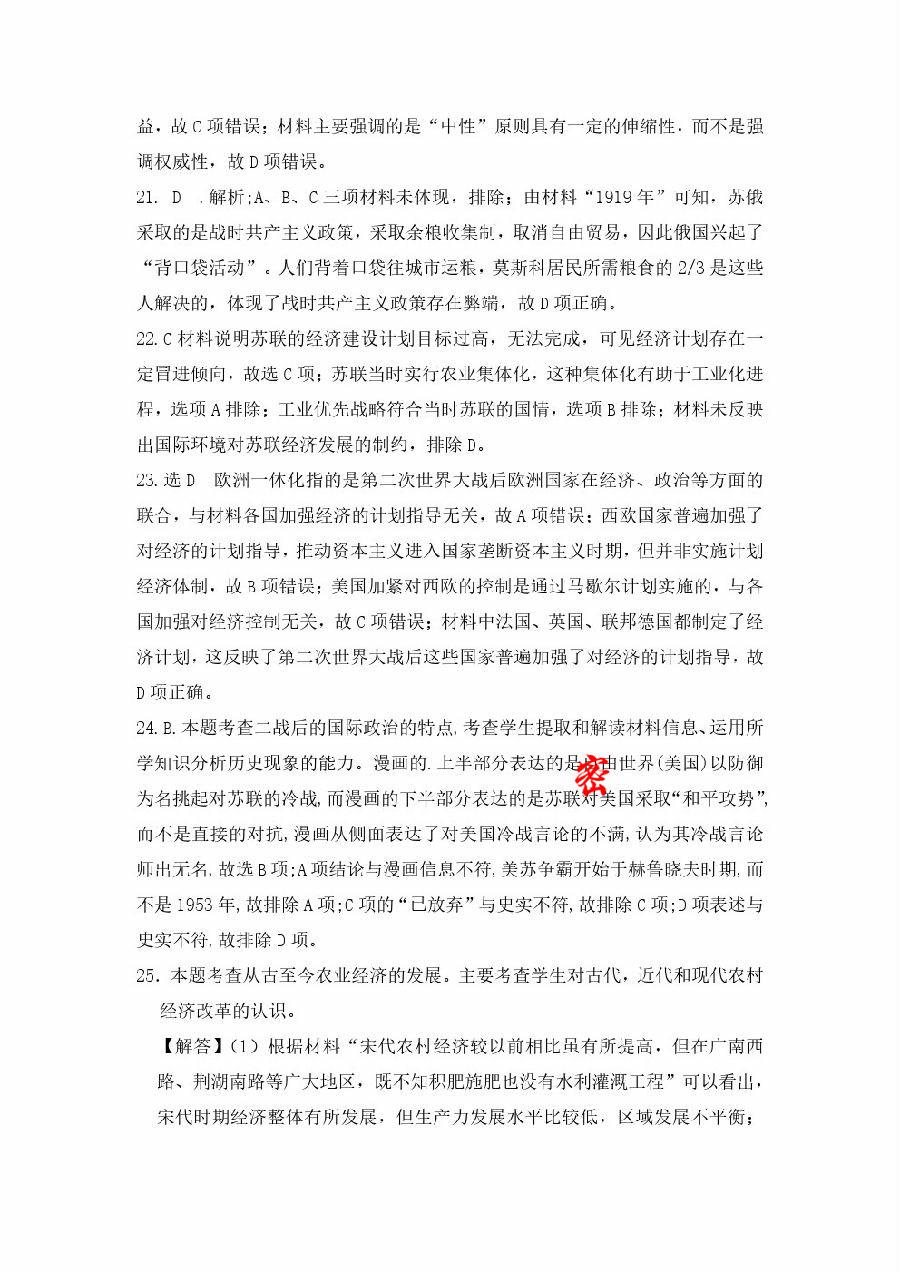 益，故 C 项错误；材料主要强调的是“中性”原则具有一定的伸缩性，而不是强
调权威性，故 D 项错误。
21. D .解析;A、B、C 三项材料未体现，排除；由材料“1919 年”可知，苏俄
采取的是战时共产主义政策，采取余粮收集制，取消自由贸易，因此俄国兴起了
“背口袋活动”。人们背着口袋往城市运粮，莫斯科居民所需粮食的 2/3 是这些
人解决的，体现了战时共产主义政策存在弊端，故 D 项正确。
22.C 材料说明苏联的经济建设计划目标过高，无法完成，可见经济计划存在一
定冒进倾向，故选 C 项；苏联当时实行农业集体化，这种集体化有助于工业化进
程，选项 A 排除；工业优先战略符合当时苏联的国情，选项 B 排除；材料未反映
出国际环境对苏联经济发展的制约，排除 D。
23.选 D 欧洲一体化指的是第二次世界大战后欧洲国家在经济、政治等方面的
联合，与材料各国加强经济的计划指导无关，故 A 项错误；西欧国家普遍加强了
对经济的计划指导，推动资本主义进入国家垄断资本主义时期，但并非实施计划
经济体制，故 B 项错误；美国加紧对西欧的控制是通过马歇尔计划实施的，与各
国加强对经济控制无关，故 C 项错误；材料中法国、英国、联邦德国都制定了经
济计划，这反映了第二次世界大战后这些国家普遍加强了对经济的计划指导，故
D 项正确。
24.B.本题考查二战后的国际政治的特点,考查学生提取和解读材料信息、运用所
学知识分析历史现象的能力。漫画的.上半部分表达的是 由世界(美国)以防御
密
为名挑起对苏联的冷战,而漫画的下半部分表达的是苏联对美国采取“和平攻势”,
而不是直接的对抗,漫画从侧面表达了对美国冷战言论的不满,认为其冷战言论
师出无名,故选 B 项;A 项结论与漫画信息不符,美苏争霸开始于赫鲁晓夫时期,而
不是 1953 年,故排除 A 项;C 项的“已放弃”与史实不符,故排除 C 项;D 项表述与
史实不符,故排除 D 项。
25. 本题考查从古至今农业经济的发展。主要考查学生对古代，近代和现代农村
经济改革的认识。
【解答】（1）根据材料“宋代农村经济较以前相比虽有所提高，但在广南西
路、荆湖南路等广大地区，既不知积肥施肥也没有水利灌溉工程”可以看出，
宋代时期经济整体有所发展，但生产力发展水平比较低，区域发展不平衡；